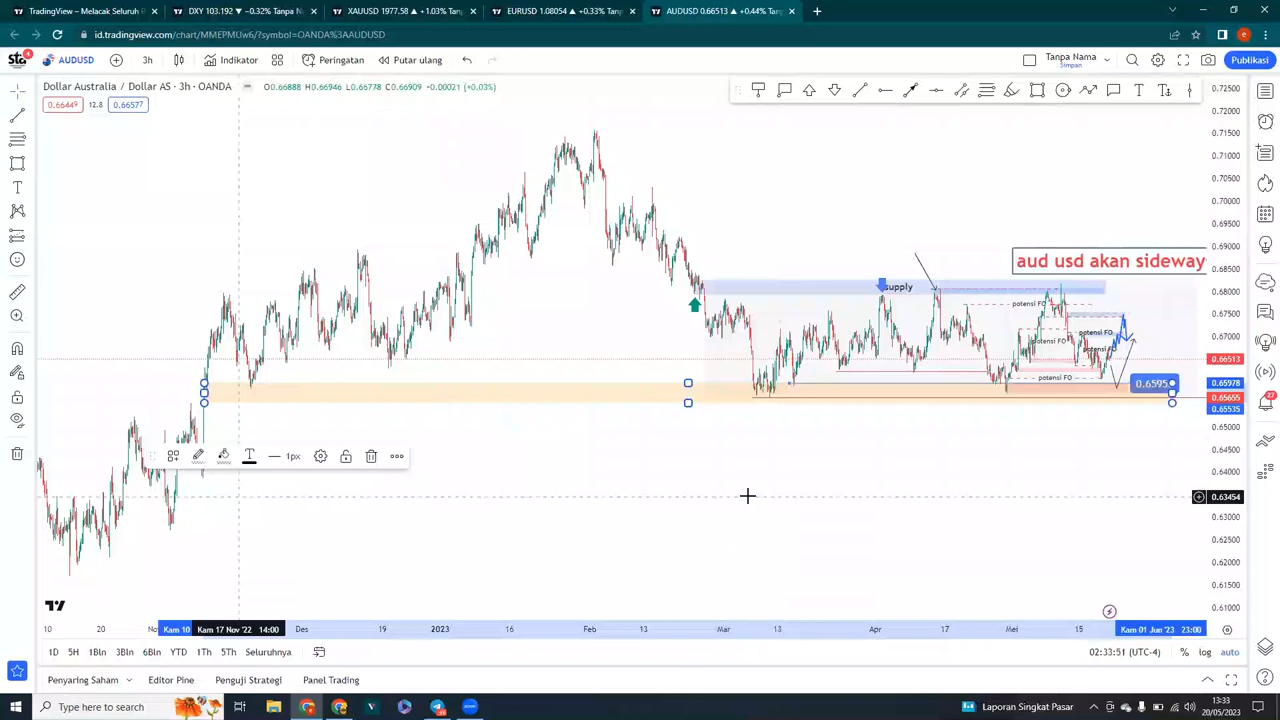 TradingView — Melacak Seluruh P
DXY 103.192 −0.32% Tanpa N
XAUUSD 1977.58 ▲ +1.03% Tan
EURUSD 1.08054 ▲ +0.33% Tan
AUDUSD 0.66513 ▲ +0.44% Tan
id.tradingview.com/chart/MMEPMUw6/?symbol=OANDA%3AAUDUSD
AUDUSD 3h Indikator Peringatan Putar ulang Tanpa Nama Simpan Publikasi
Dollar Australia / Dollar AS · 3h · OANDA O0.66888 H0.66946 L0.66778 C0.66909 +0.00021 (+0.03%)
0.66449 12.8 0.66577
0.72500
0.72000
0.71500
0.71000
0.70500
0.70000
0.69500
0.69000
aud usd akan sideway
0.68500
supply
0.68000
potensi FO
0.67500
potensi FO
0.67000
potensi FO
potensi FO
0.66513
potensi FO
0.6595
0.65978
0.65655
0.65535
0.65000
1px
0.64500
0.64000
0.63454
0.63000
0.62500
0.62000
0.61500
0.61000
10 20 Kam 10 Kam 17 Nov '22 14:00 Des 19 2023 16 Feb 13 Mar 13 Apr 17 Mei 15 Kam 01 Jun '23 23:00
1D 5H 1Bln 3Bln 6Bln YTD 1Th 5Th Seluruhnya 02:33:51 (UTC-4) % log auto
Penyaring Saham Editor Pine Penguji Strategi Panel Trading
Type here to search
Laporan Singkat Pasar
13:33
20/05/2023